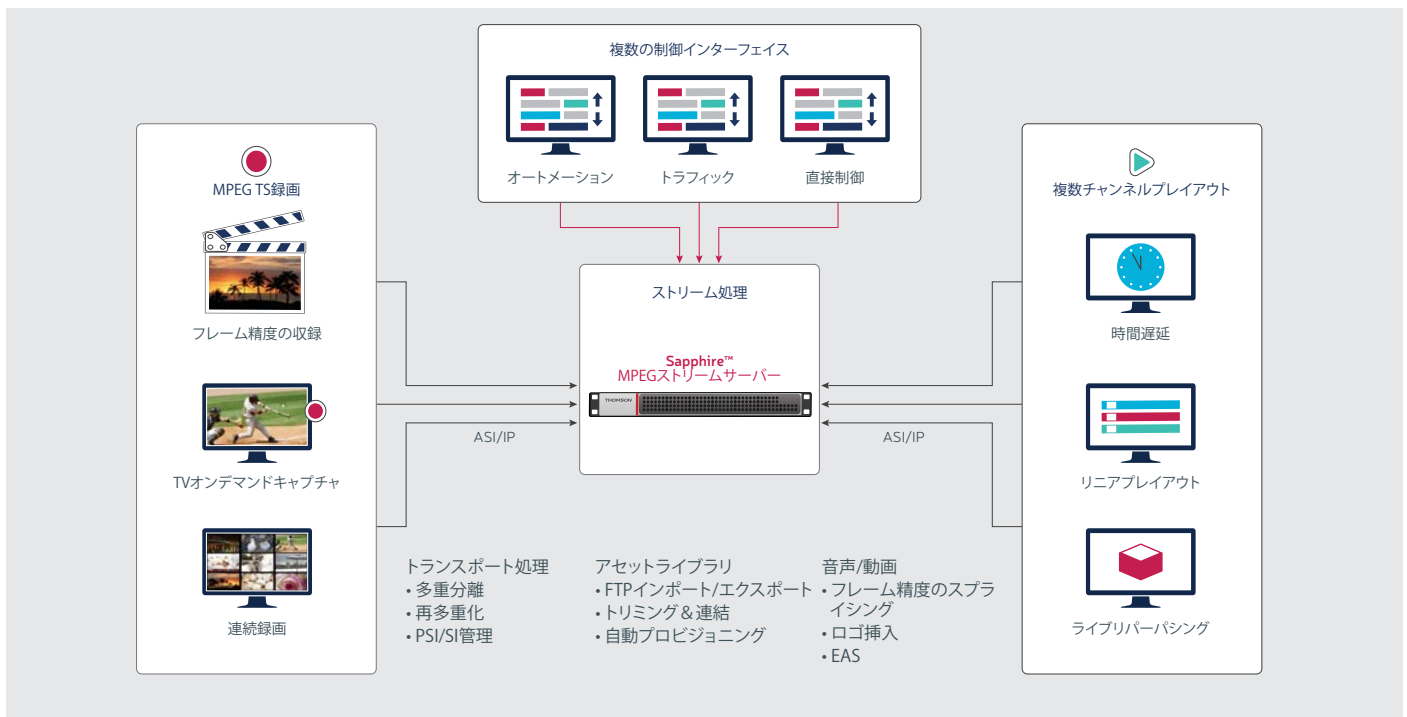 複数の制御インターフェイス
オートメーション
トラフィック
直接制御
MPEG TS録画
フレーム精度の収録
TVオンデマンドキャプチャ
連続録画
ストリーム処理
Sapphire™
MPEGストリームサーバー
THOMSON
ASI/IP
ASI/IP
複数チャンネルプレイアウト
時間遅延
リニアプレイアウト
ライブリパーパシング
トランスポート処理
• 多重分離
• 再多重化
• PSI/SI管理
アセットライブラリ
• FTPインポート/エクスポート
• トリミング＆連結
• 自動プロビジョニング
音声/動画
• フレーム精度のスプラ
イシング
• ロゴ挿入
• EAS